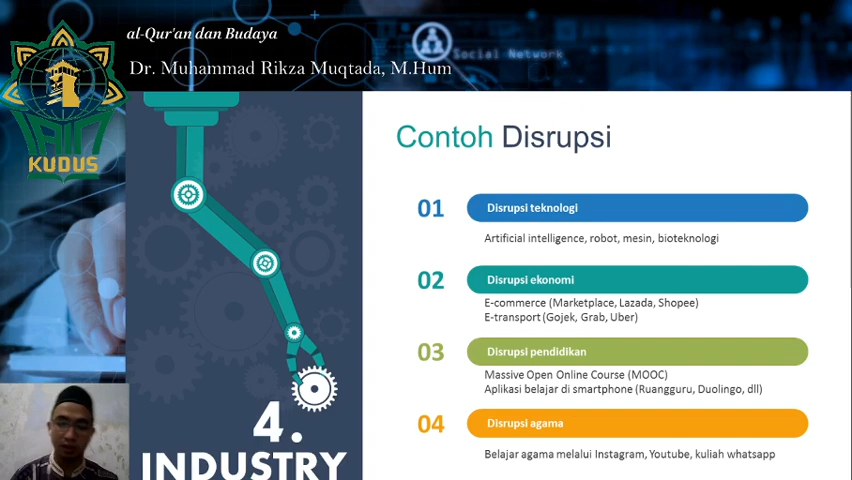 al-Qur'an dan Budaya
Dr. Muhammad Rikza Muqtada, M.Hum
Social Network
IAIN
KUDUS
Contoh Disrupsi
01 Disrupsi teknologi
Artificial intelligence, robot, mesin, bioteknologi
02 Disrupsi ekonomi
E-commerce (Marketplace, Lazada, Shopee)
E-transport (Gojek, Grab, Uber)
03 Disrupsi pendidikan
Massive Open Online Course (MOOC)
Aplikasi belajar di smartphone (Ruangguru, Duolingo, dll)
04 Disrupsi agama
Belajar agama melalui Instagram, Youtube, kuliah whatsapp
4.
INDUSTRY